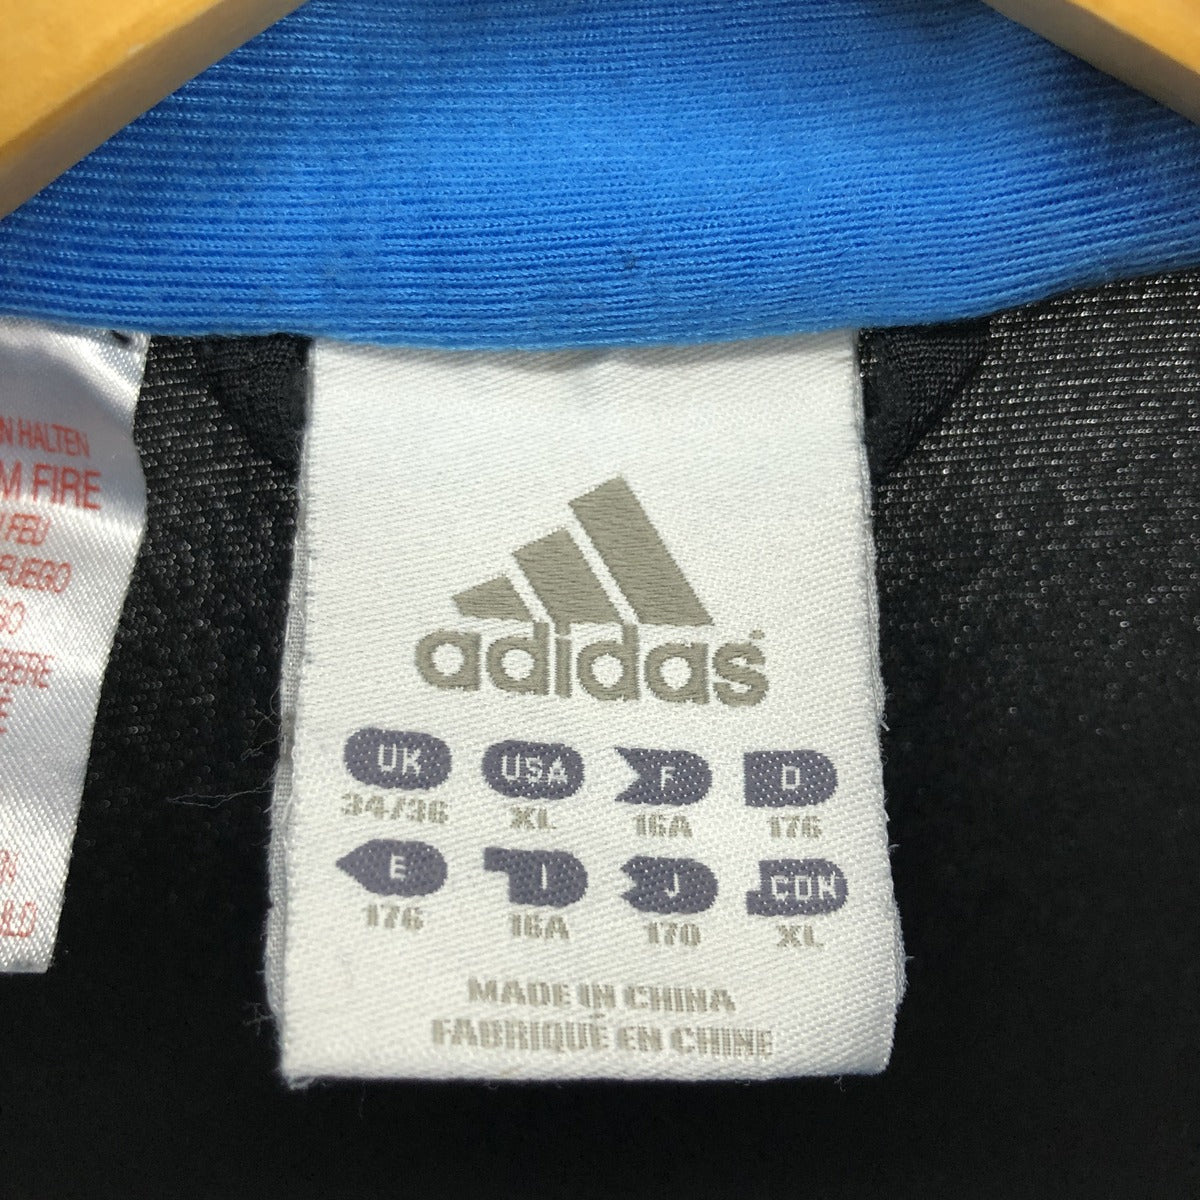 N HALTEN
M FIRE
FEU
FUEGO
adidas
UK USA F D
34/36 XL 16A 176
E I J CDN
176 16A 170 XL
MADE IN CHINA
FABRIQUÉ EN CHINE